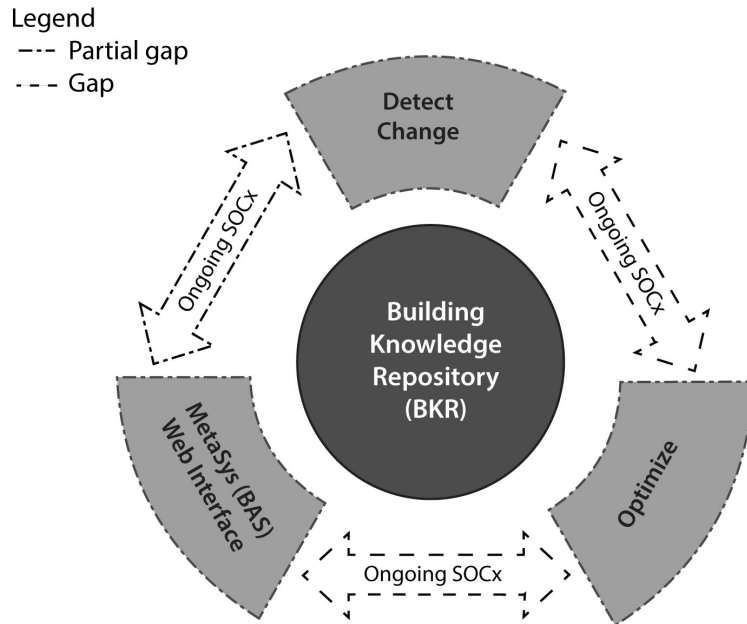 Legend
Partial gap
Gap
Detect
Change
Ongoing SOCx
Ongoing SOCx
Building
Knowledge
Repository
(BKR)
MetaSys (BAS)
Web Interface
Optimize
Ongoing SOCx